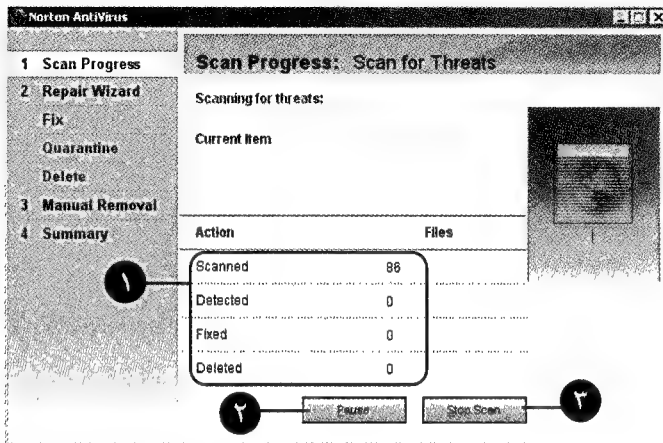 Norton AntiVirus
1 Scan Progress
2 Repair Wizard
Fix
Quarantine
Delete
3 Manual Removal
4 Summary
Scan Progress: Scan for Threats
Scanning for threats:
Current Item
Action Files
Scanned 86
Detected 0
Fixed 0
Deleted 0
١
٢ Pause Stop Scan ٣